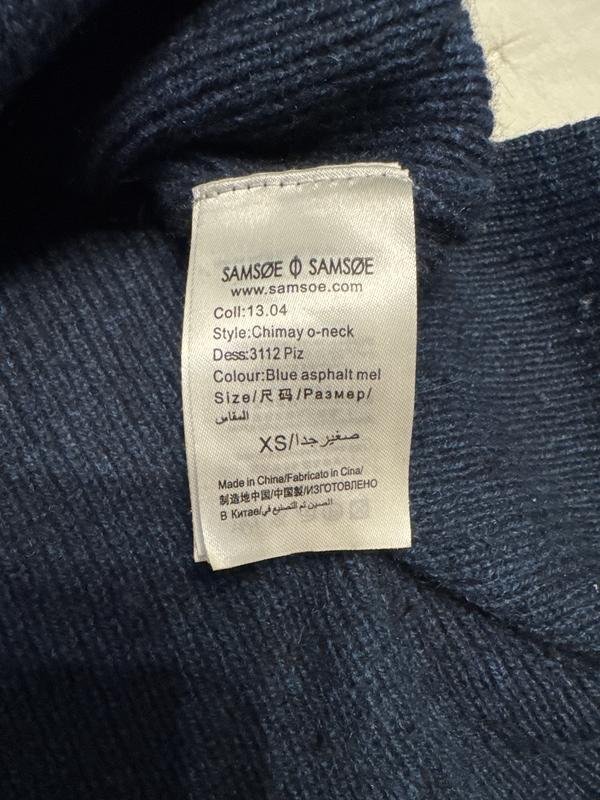 SAMSØE Φ SAMSØE
www.samsoe.com
Coll:13.04
Style:Chimay o-neck
Dess:3112 Piz
Colour:Blue asphalt mel
Size/尺码/Размер/
المقاس
XS/صغير جدا
Made in China/Fabricato in Cina/
制造地中国/中国製/ИЗГОТОВЛЕНО
В Китае/الصين تم التصنيع في